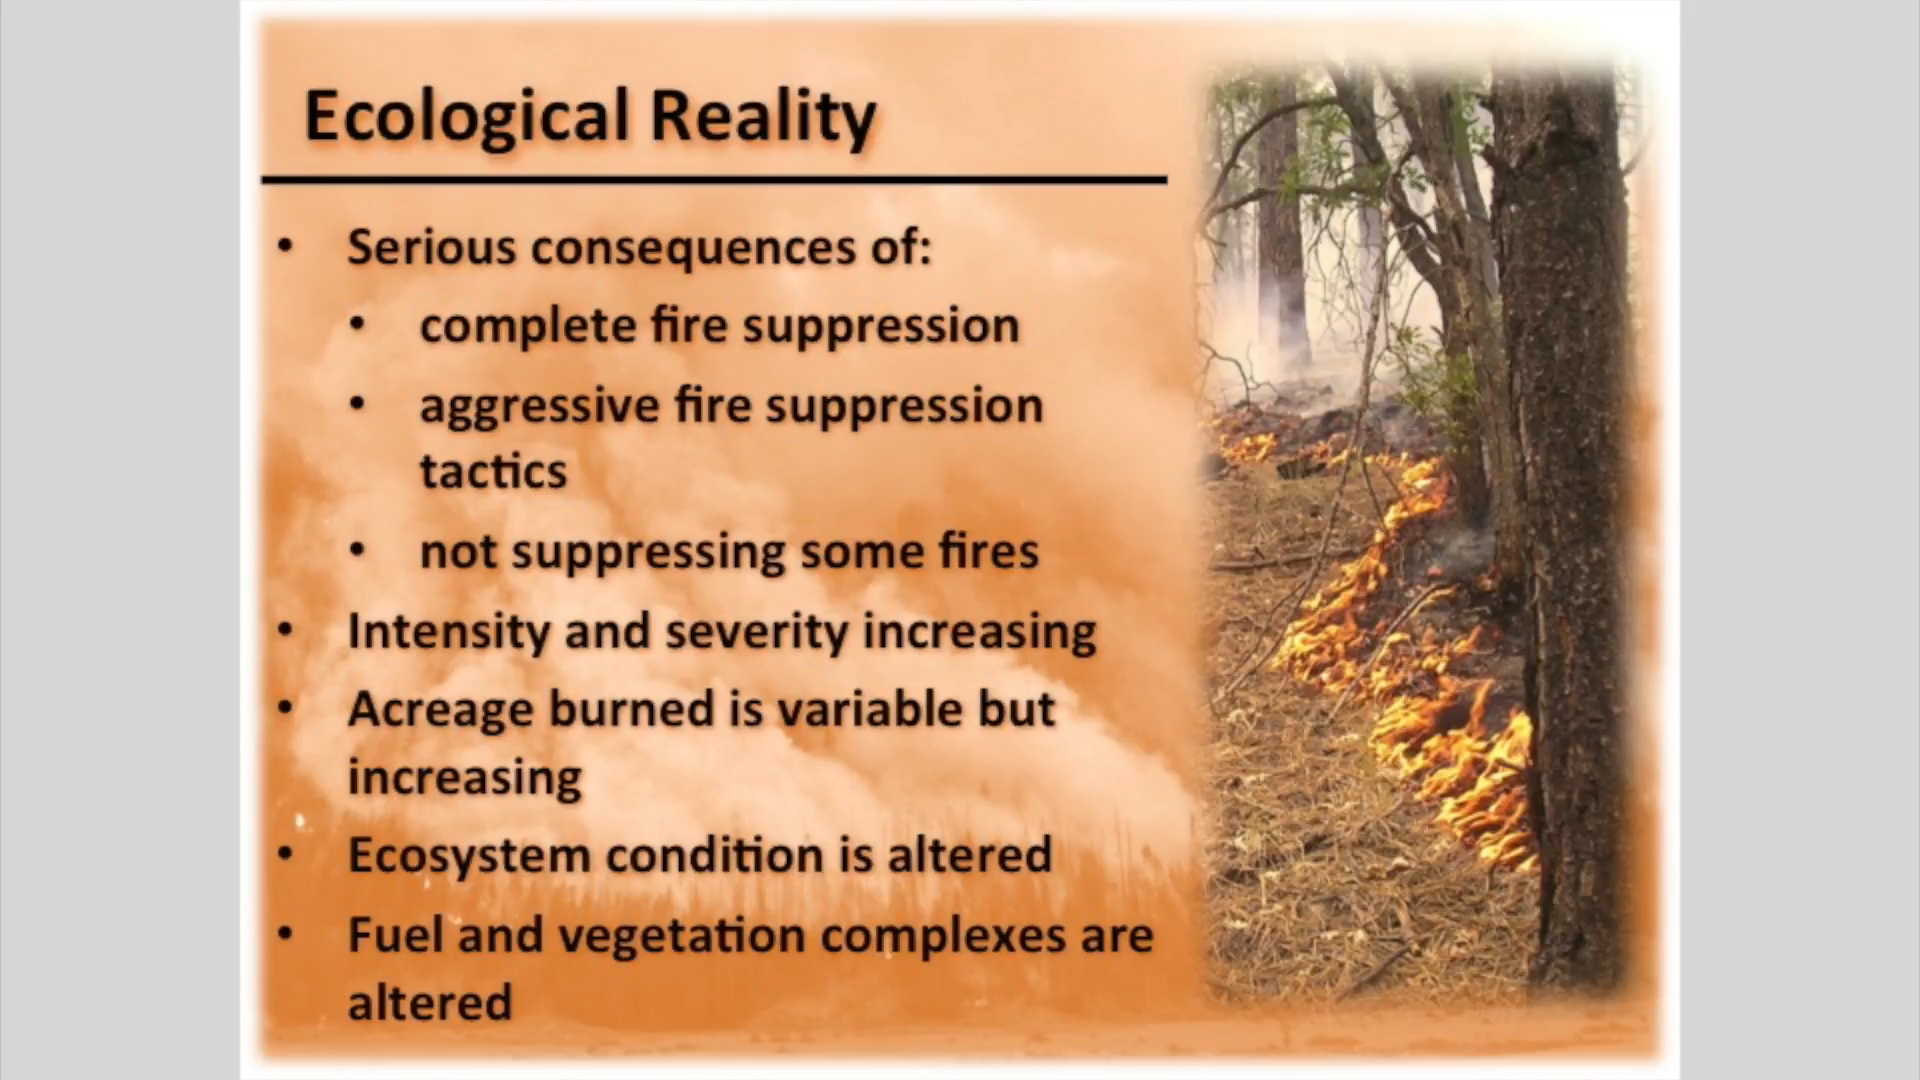 Ecological Reality
• Serious consequences of:
• complete fire suppression
• aggressive fire suppression
tactics
• not suppressing some fires
• Intensity and severity increasing
• Acreage burned is variable but
increasing
• Ecosystem condition is altered
• Fuel and vegetation complexes are
altered